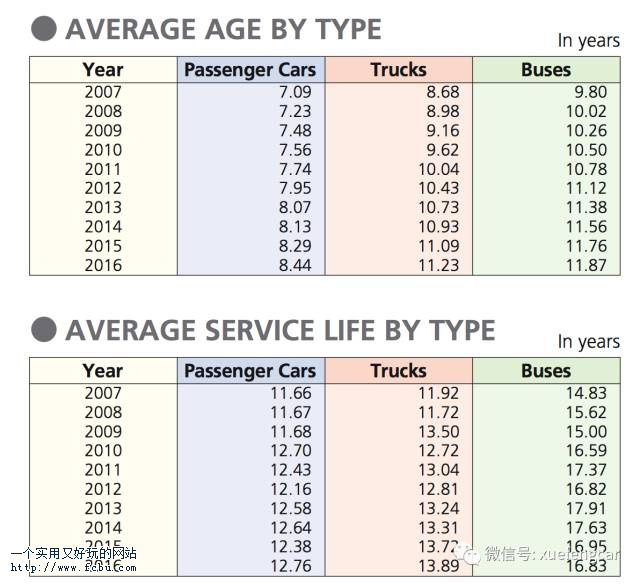 ● AVERAGE AGE BY TYPE
In years
Year Passenger Cars Trucks Buses
2007 7.09 8.68 9.80
2008 7.23 8.98 10.02
2009 7.48 9.16 10.26
2010 7.56 9.62 10.50
2011 7.74 10.04 10.78
2012 7.95 10.43 11.12
2013 8.07 10.73 11.38
2014 8.13 10.93 11.56
2015 8.29 11.09 11.76
2016 8.44 11.23 11.87
● AVERAGE SERVICE LIFE BY TYPE
In years
Year Passenger Cars Trucks Buses
2007 11.66 11.92 14.83
2008 11.67 11.72 15.62
2009 11.68 13.50 15.00
2010 12.70 12.72 16.59
2011 12.43 13.04 17.37
2012 12.16 12.81 16.82
2013 12.58 13.24 17.91
2014 12.64 13.31 17.63
2015 12.38 13.72 16.95
2016 12.76 13.89 16.83
一个实用又好玩的网站
http://www.rcbu1.com
微信号: xuefengcar